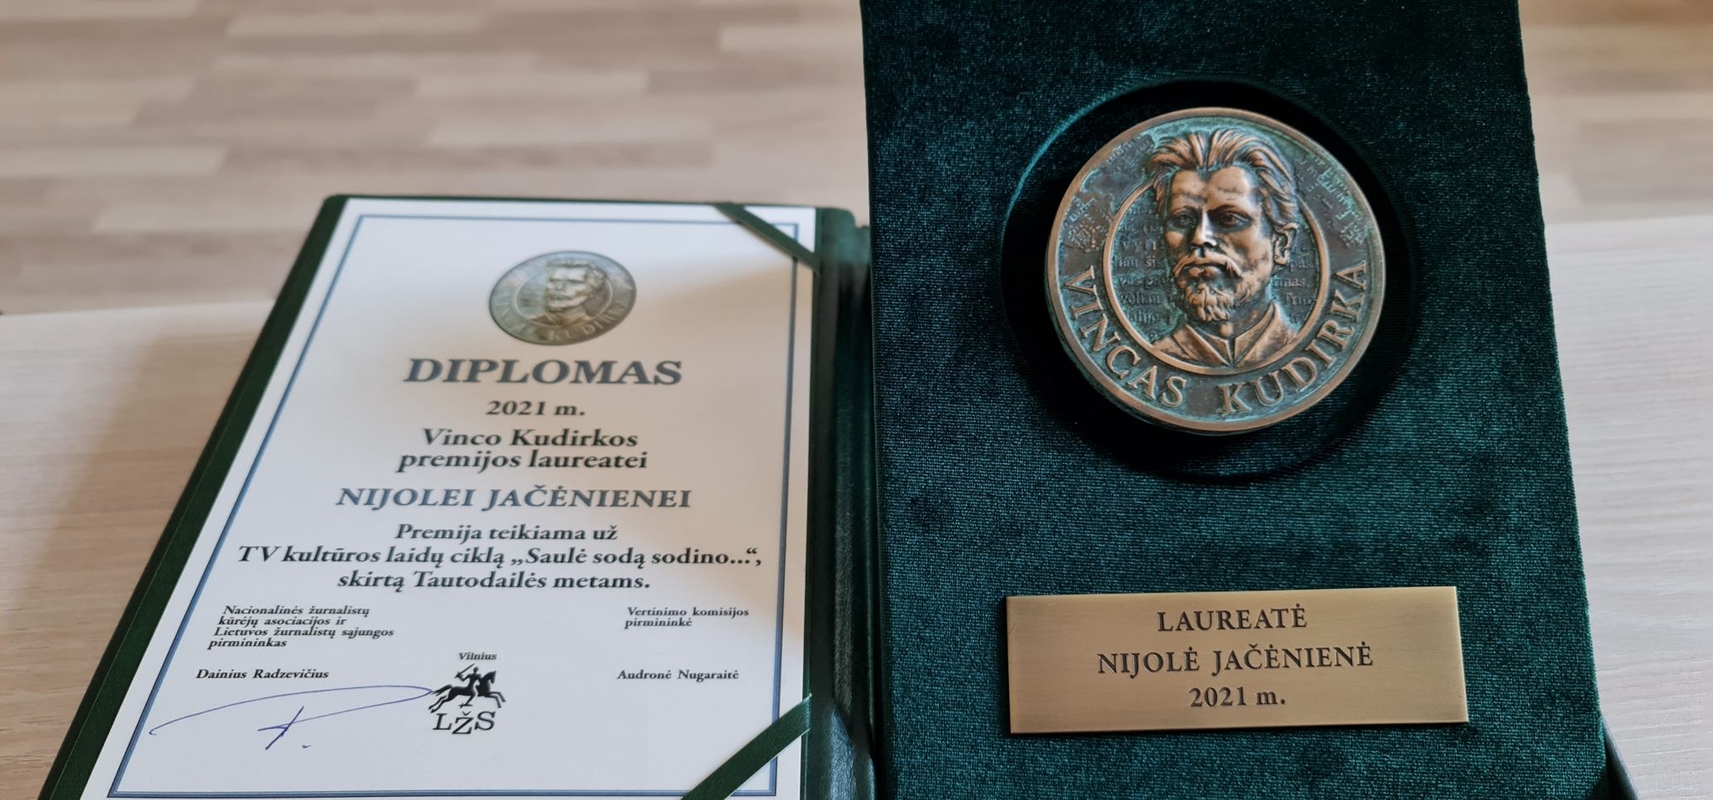 DIPLOMAS
2021 m.
Vinco Kudirkos
premijos laureatei
NIJOLEI JAČĖNIENEI
Premija teikiama už
TV kultūros laidų ciklą „Saulė sodą sodino...“,
skirtą Tautodailės metams.
Nacionalinės žurnalistų
kūrėjų asociacijos ir
Lietuvos žurnalistų sąjungos
pirmininkas
Dainius Radzevičius
Vilnius
LŽS
Vertinimo komisijos
pirmininkė
Audronė Nugaraitė
VINCAS KUDIRKA
LAUREATĖ
NIJOLĖ JAČĖNIENĖ
2021 m.